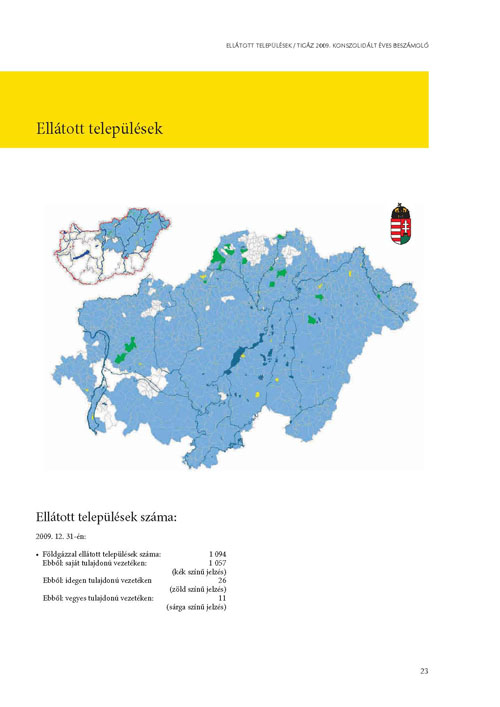 ELLÁTOTT TELEPÜLÉSEK / TIGÁZ 2009. KONSZOLIDÁLT ÉVES BESZÁMOLÓ
Ellátott települések
Ellátott települések száma:
2009. 12. 31-én:
• Földgázzal ellátott települések száma: 1 094
Ebből: saját tulajdonú vezetéken: 1 057
(kék színű jelzés)
Ebből: idegen tulajdonú vezetéken 26
(zöld színű jelzés)
Ebből: vegyes tulajdonú vezetéken: 11
(sárga színű jelzés)
23